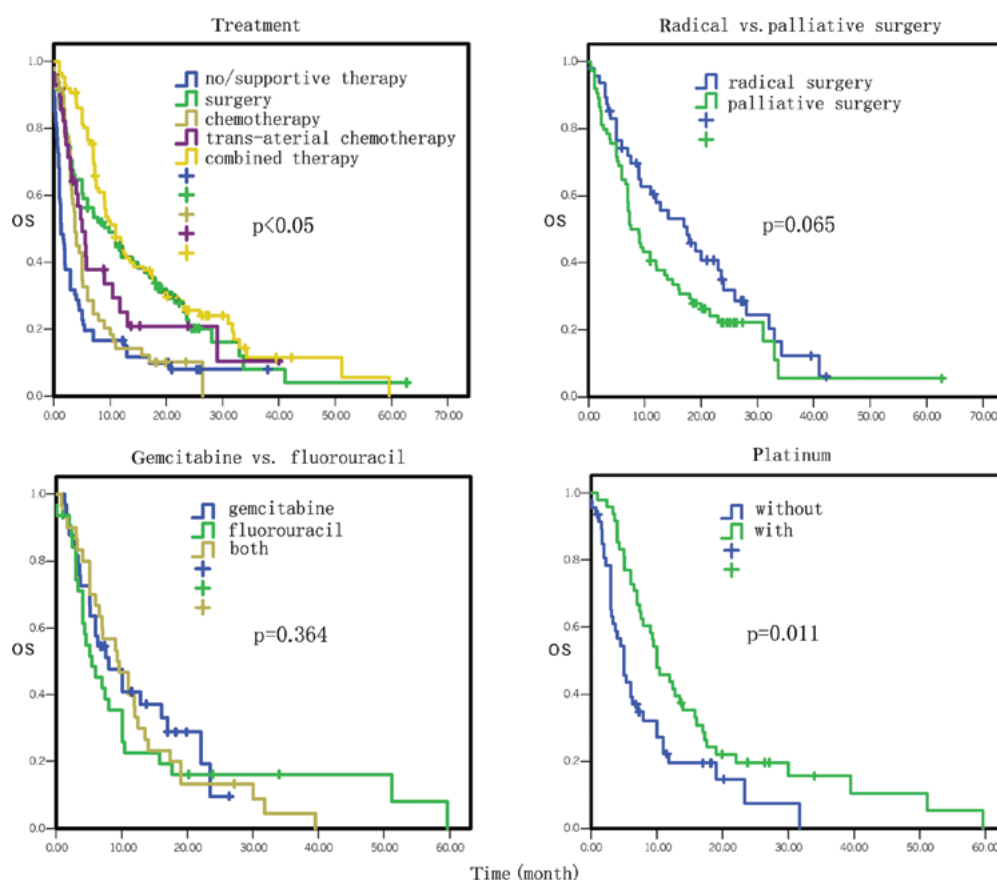 Treatment
1.0
0.8
0.6
OS
0.4
0.2
0.0
no/supportive therapy
surgery
chemotherapy
trans-aterial chemotherapy
combined therapy
p<0.05
0.00 10.00 20.00 30.00 40.00 50.00 60.00 70.00
Radical vs. palliative surgery
1.0
0.8
0.6
OS
0.4
0.2
0.0
radical surgery
palliative surgery
p=0.065
0.00 10.00 20.00 30.00 40.00 50.00 60.00 70.00
Gemcitabine vs. fluorouracil
1.0
0.8
0.6
OS
0.4
0.2
0.0
gemcitabine
fluorouracil
both
p=0.364
0.00 10.00 20.00 30.00 40.00 50.00 60.00
Platinum
1.0
0.8
0.6
OS
0.4
0.2
0.0
without
with
p=0.011
0.00 10.00 20.00 30.00 40.00 50.00 60.00
Time (month)